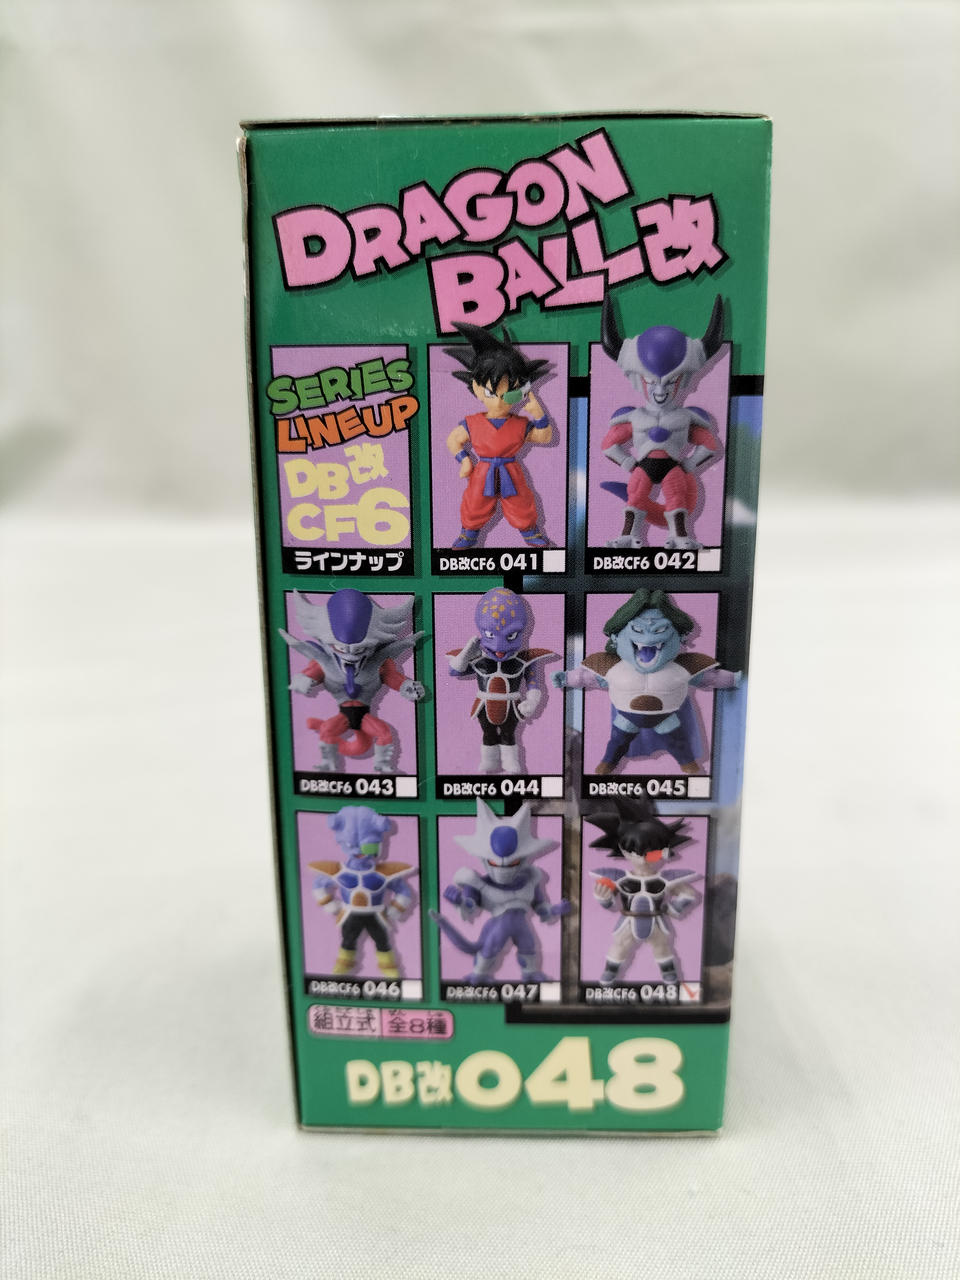 DRAGON
BALL改
SERIES
LINEUP
DB改
CF6
ラインナップ
DB改CF6 041
DB改CF6 042
DB改CF6 043
DB改CF6 044
DB改CF6 045
DB改CF6 046
DB改CF6 047
DB改CF6 048
組立式 全8種
DB改048